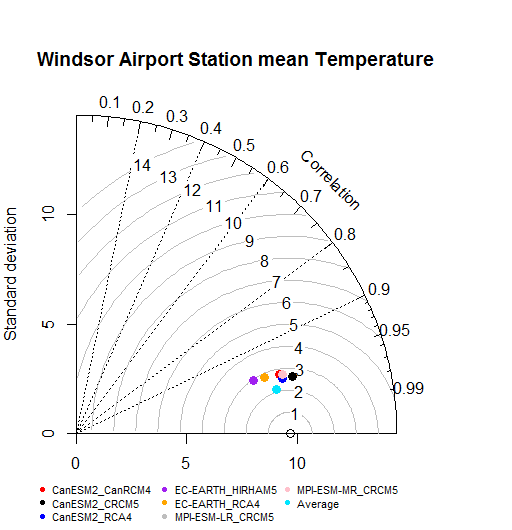 Windsor Airport Station mean Temperature
0.1 0.2 0.3 0.4 0.5 0.6 0.7 0.8 0.9 0.95 0.99
Correlation
14 13 12 11 10 9 8 7 6 5 4 3 2 1
Standard deviation
10
5
0
0 5 10
CanESM2_CanRCM4 EC-EARTH_HIRHAM5 MPI-ESM-MR_CRCM5
CanESM2_CRCM5 EC-EARTH_RCA4 Average
CanESM2_RCA4 MPI-ESM-LR_CRCM5